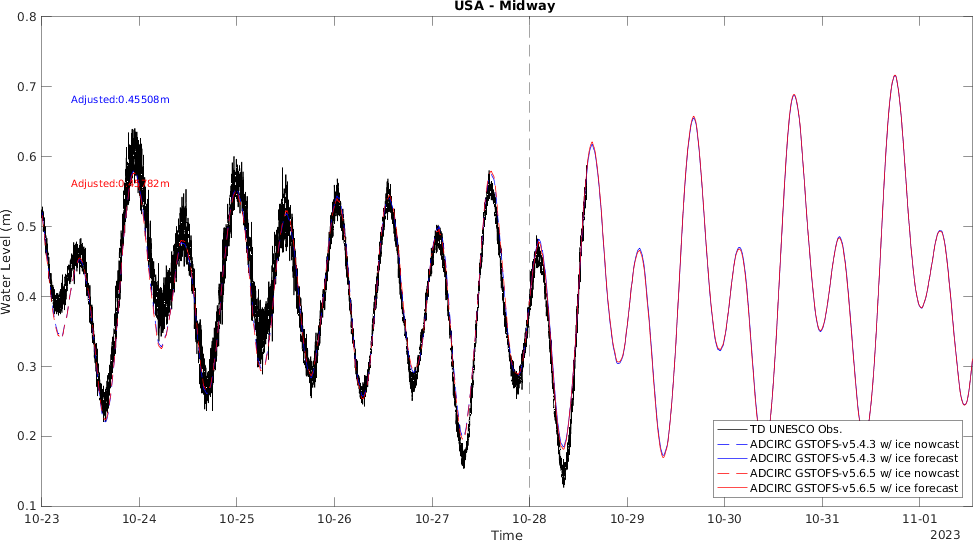 USA - Midway
0.8
0.7
0.6
0.5
0.4
0.3
0.2
0.1
Water Level (m)
Adjusted:0.45508m
TD UNESCO Obs.
ADCIRC GSTOFS-v5.4.3 w/ ice nowcast
ADCIRC GSTOFS-v5.4.3 w/ ice forecast
ADCIRC GSTOFS-v5.6.5 w/ ice nowcast
ADCIRC GSTOFS-v5.6.5 w/ ice forecast
10-23 10-24 10-25 10-26 10-27 10-28 10-29 10-30 10-31 11-01
Time
2023